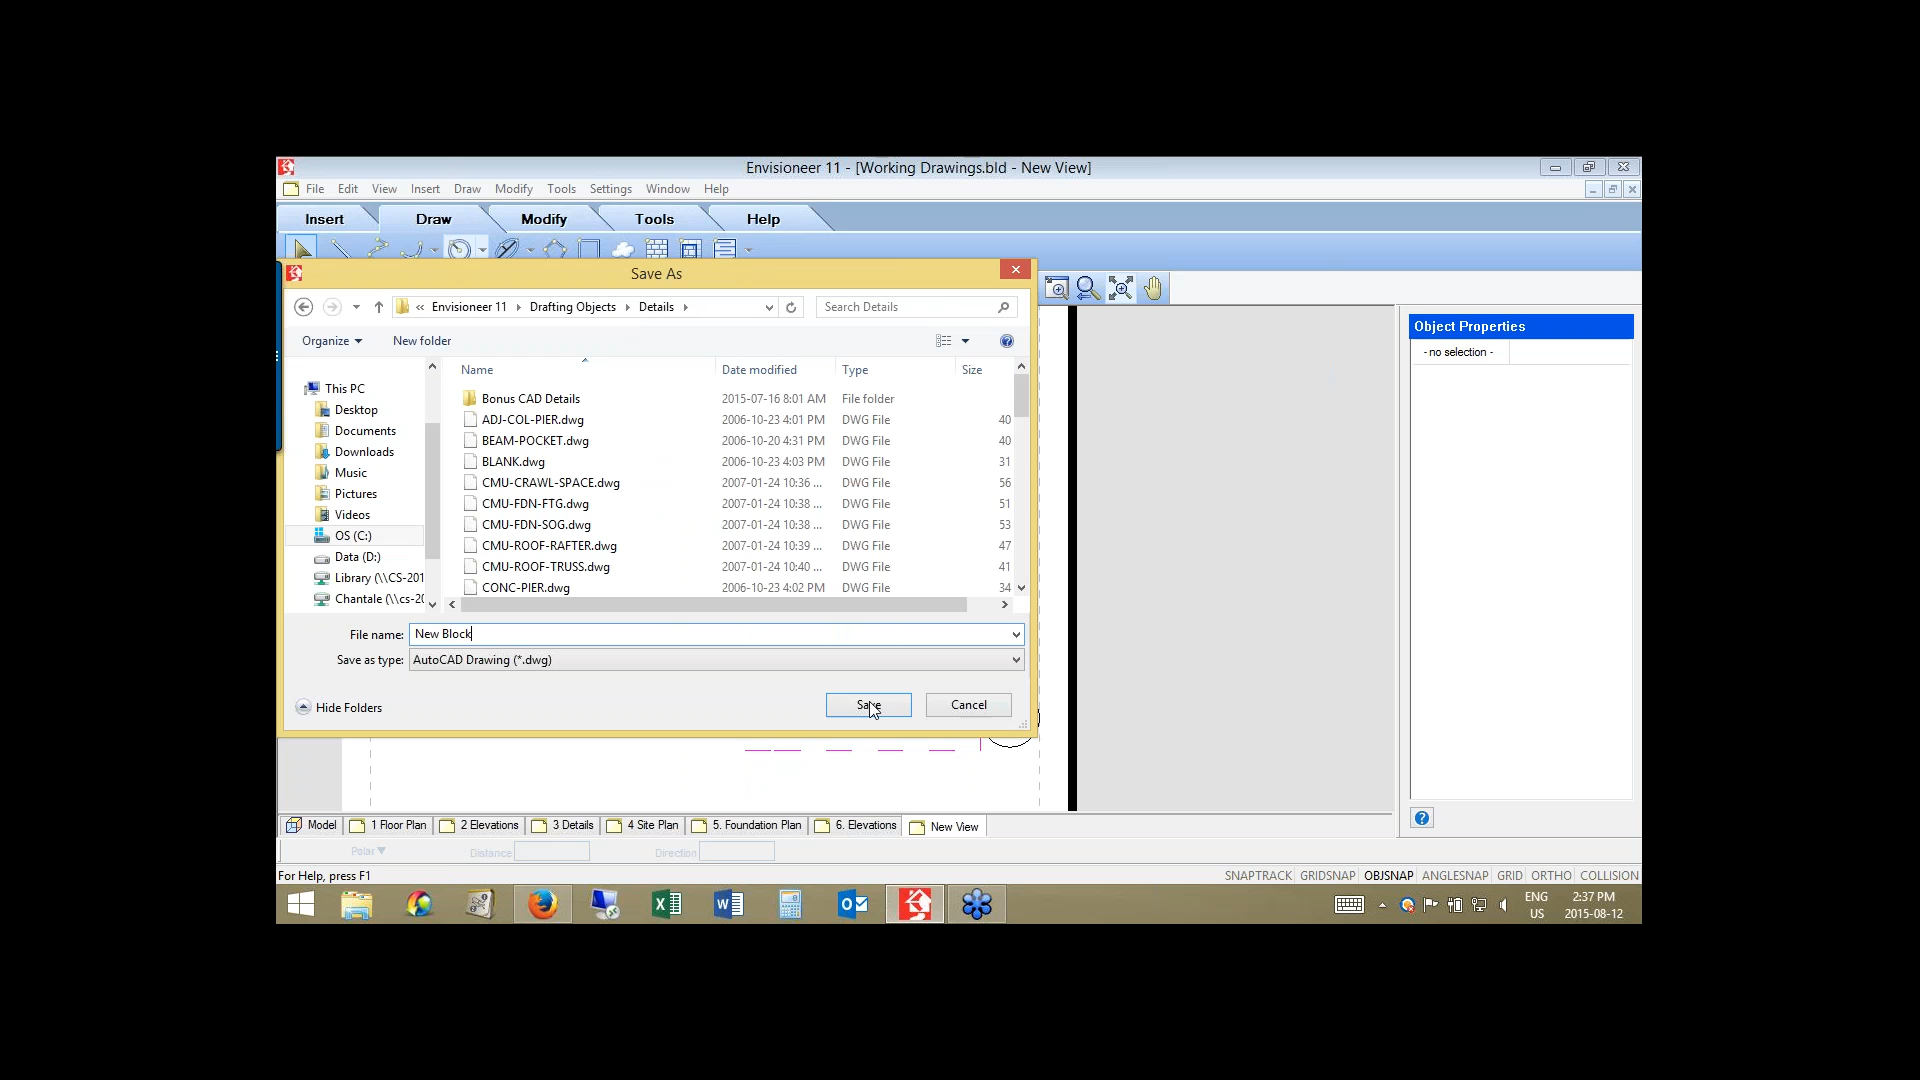 Envisioneer 11 - [Working Drawings.bld - New View]
File Edit View Insert Draw Modify Tools Settings Window Help
Insert Draw Modify Tools Help
Save As
« Envisioneer 11 Drafting Objects Details
Search Details
Organize New folder
Name Date modified Type Size
This PC
Desktop
Documents
Downloads
Music
Pictures
Videos
OS (C:)
Data (D:)
Library (\\CS-201
Chantale (\\cs-20
Bonus CAD Details 2015-07-16 8:01 AM File folder
ADJ-COL-PIER.dwg 2006-10-23 4:01 PM DWG File 40
BEAM-POCKET.dwg 2006-10-20 4:31 PM DWG File 40
BLANK.dwg 2006-10-23 4:03 PM DWG File 31
CMU-CRAWL-SPACE.dwg 2007-01-24 10:36 ... DWG File 56
CMU-FDN-FTG.dwg 2007-01-24 10:38 ... DWG File 51
CMU-FDN-SOG.dwg 2007-01-24 10:38 ... DWG File 53
CMU-ROOF-RAFTER.dwg 2007-01-24 10:39 ... DWG File 47
CMU-ROOF-TRUSS.dwg 2007-01-24 10:40 ... DWG File 41
CONC-PIER.dwg 2006-10-23 4:02 PM DWG File 34
File name: New Block
Save as type: AutoCAD Drawing (*.dwg)
Hide Folders
Save Cancel
Object Properties
- no selection -
Model 1 Floor Plan 2 Elevations 3 Details 4 Site Plan 5. Foundation Plan 6. Elevations New View
Polar Distance Direction
For Help, press F1
SNAPTRACK GRIDSNAP OBJSNAP ANGLESNAP GRID ORTHO COLLISION
ENG 2:37 PM
US 2015-08-12